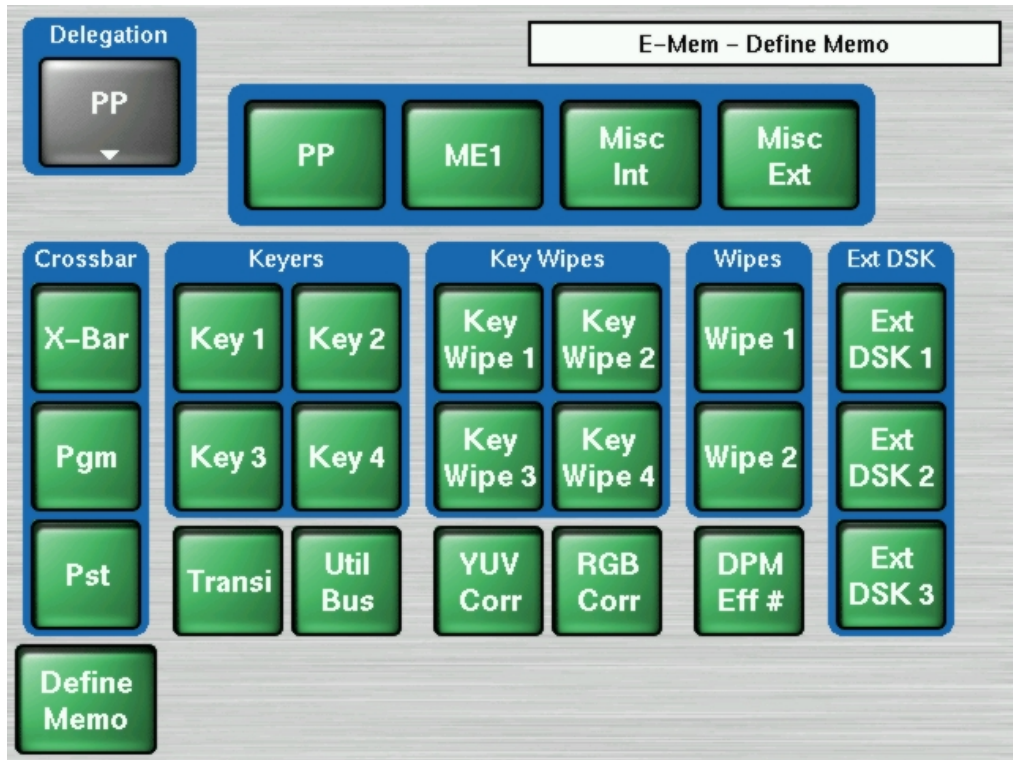 Delegation
E-Mem - Define Memo
PP
PP
ME1
Misc
Int
Misc
Ext
Crossbar
Keyers
Key Wipes
Wipes
Ext DSK
X-Bar
Key 1
Key 2
Key
Wipe 1
Key
Wipe 2
Wipe 1
Ext
DSK 1
Pgm
Key 3
Key 4
Key
Wipe 3
Key
Wipe 4
Wipe 2
Ext
DSK 2
Pst
Transi
Util
Bus
YUV
Corr
RGB
Corr
DPM
Eff #
Ext
DSK 3
Define
Memo